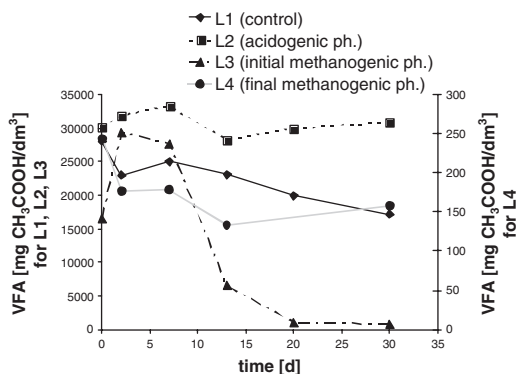 L1 (control)
L2 (acidogenic ph.)
L3 (initial methanogenic ph.)
L4 (final methanogenic ph.)
35000
30000
25000
20000
15000
10000
5000
0
300
250
200
150
100
50
0
0 5 10 15 20 25 30 35
time [d]
VFA [mg CH₃COOH/dm³]
for L1, L2, L3
VFA [mg CH₃COOH/dm³]
for L4